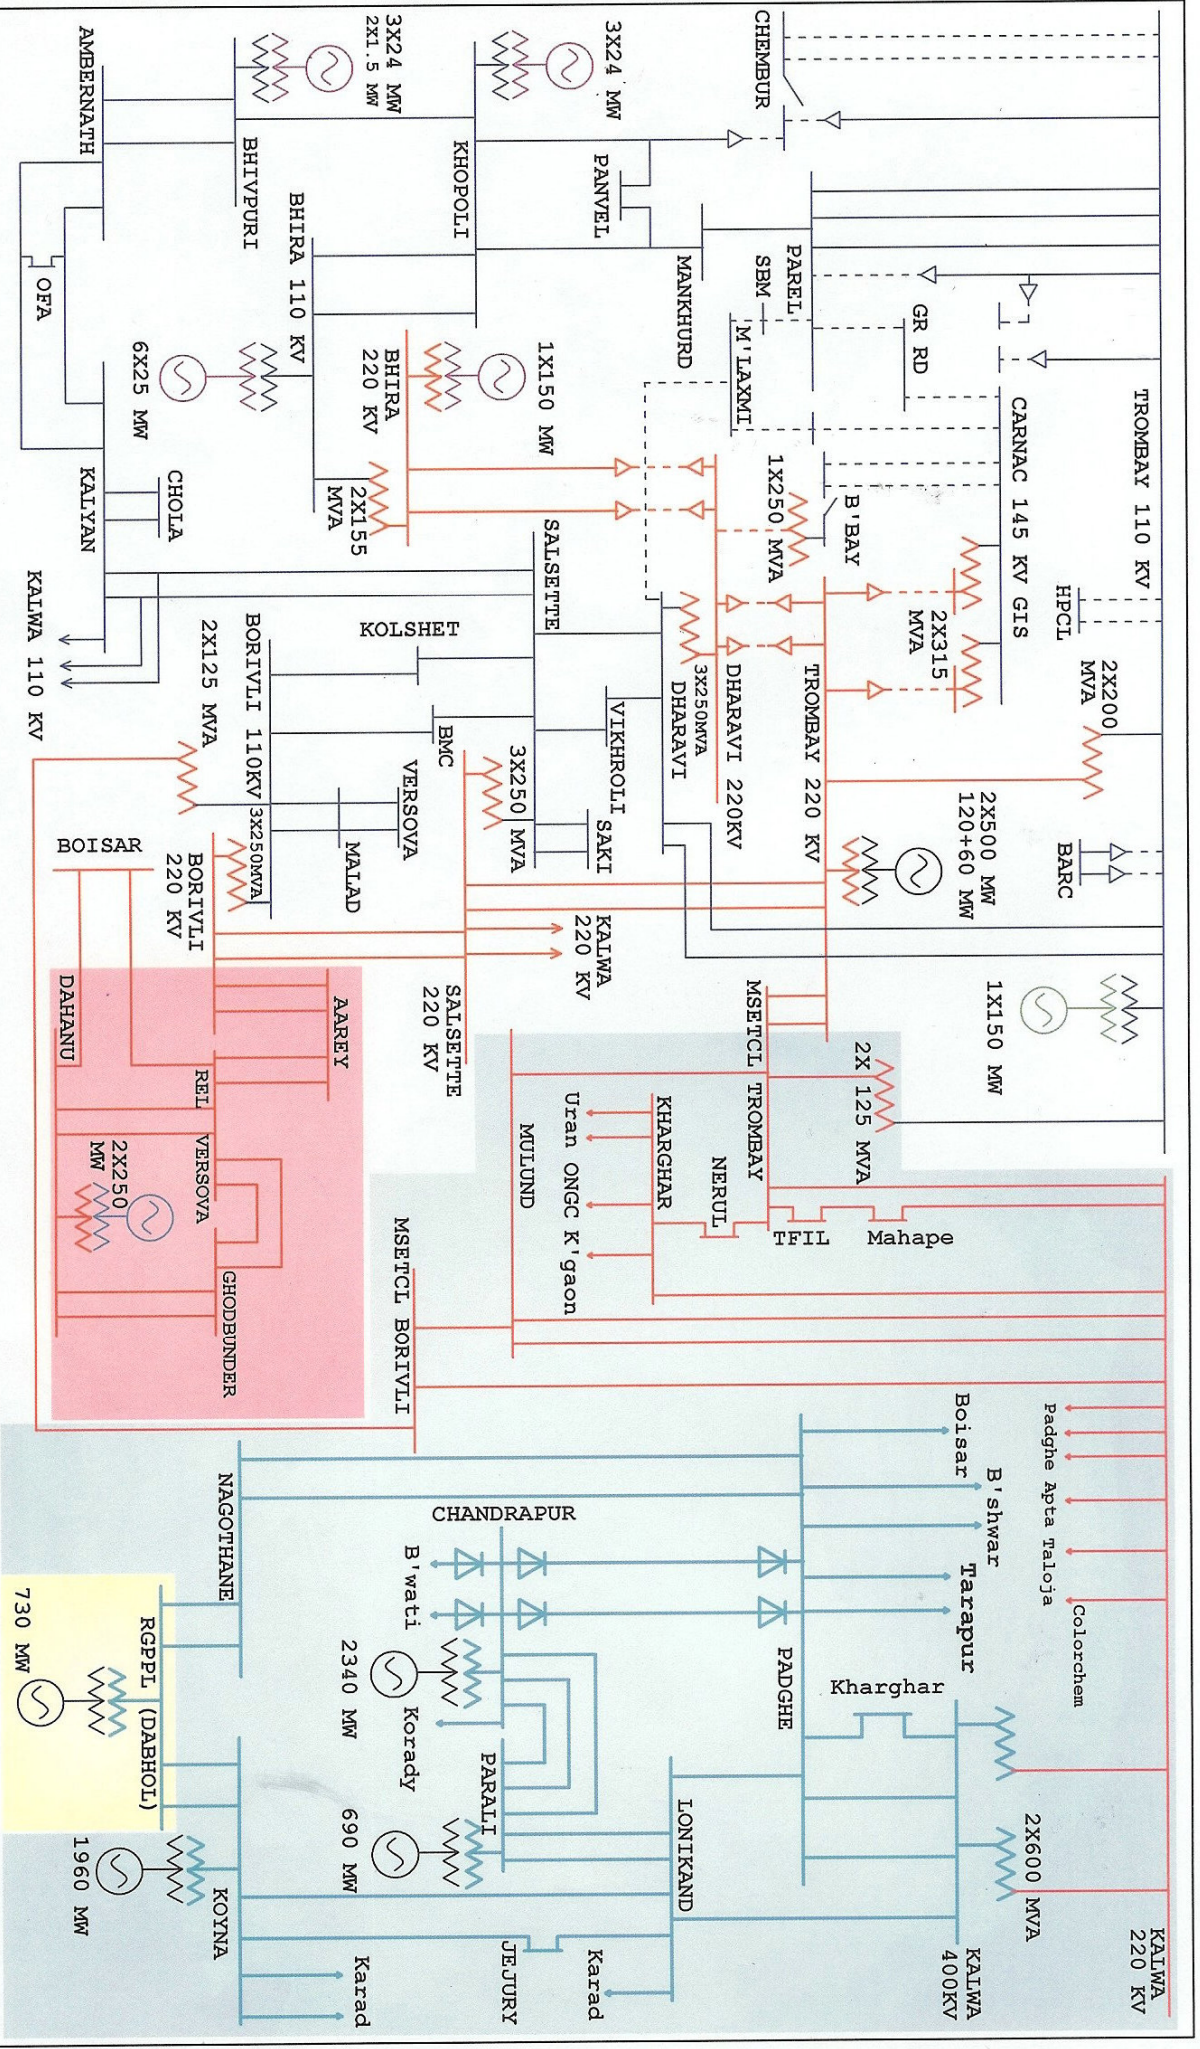 TROMBAY 110 KV
CHEMBUR
HPCL
2X200
MVA
BARC
1X150 MW
KALWA
220 KV
CARNAC 145 KV GIS
GR RD
2X315
MVA
2X500 MW
120+60 MW
2X 125 MVA
Mahape
TFIL
Padghe Apta Taloja
Colorchem
Boisar
B'shwar
Tarapur
Kharghar
2X600 MVA
KALWA
400KV
PAREL
SBM
M'LAXMI
B'BAY
1X250 MVA
TROMBAY 220 KV
DHARAVI 220KV
3X250MVA
DHARAVI
MSETCL TROMBAY
NERUL
KHARGHAR
Uran ONGC K'gaon
MULUND
PADGHE
LONIKAND
3X24 MW
PANVEL
MANKHURD
KHOPOLI
1X150 MW
BHIRA
220 KV
2X155
MVA
SALSETTE
VIKHROLI
SAKI
3X250 MVA
KALWA
220 KV
SALSETTE
220 KV
MSETCL BORIVLI
CHANDRAPUR
B'wati
2340 MW
Korady
PARALI
690 MW
JEJURY
Karad
Karad
3X24 MW
2X1.5 MW
BHIVPURI
BHIRA 110 KV
6X25 MW
AMBERNATH
OFA
KALYAN
CHOLA
KALWA 110 KV
KOLSHET
BMC
VERSOVA
MALAD
BORIVLI 110KV
3X250MVA
2X125 MVA
BORIVLI
220 KV
BOISAR
AAREY
DAHANU
REL
VERSOVA
2X250
MW
GHODBUNDER
NAGOTHANE
RGPPL (DABHOL)
730 MW
KOYNA
1960 MW